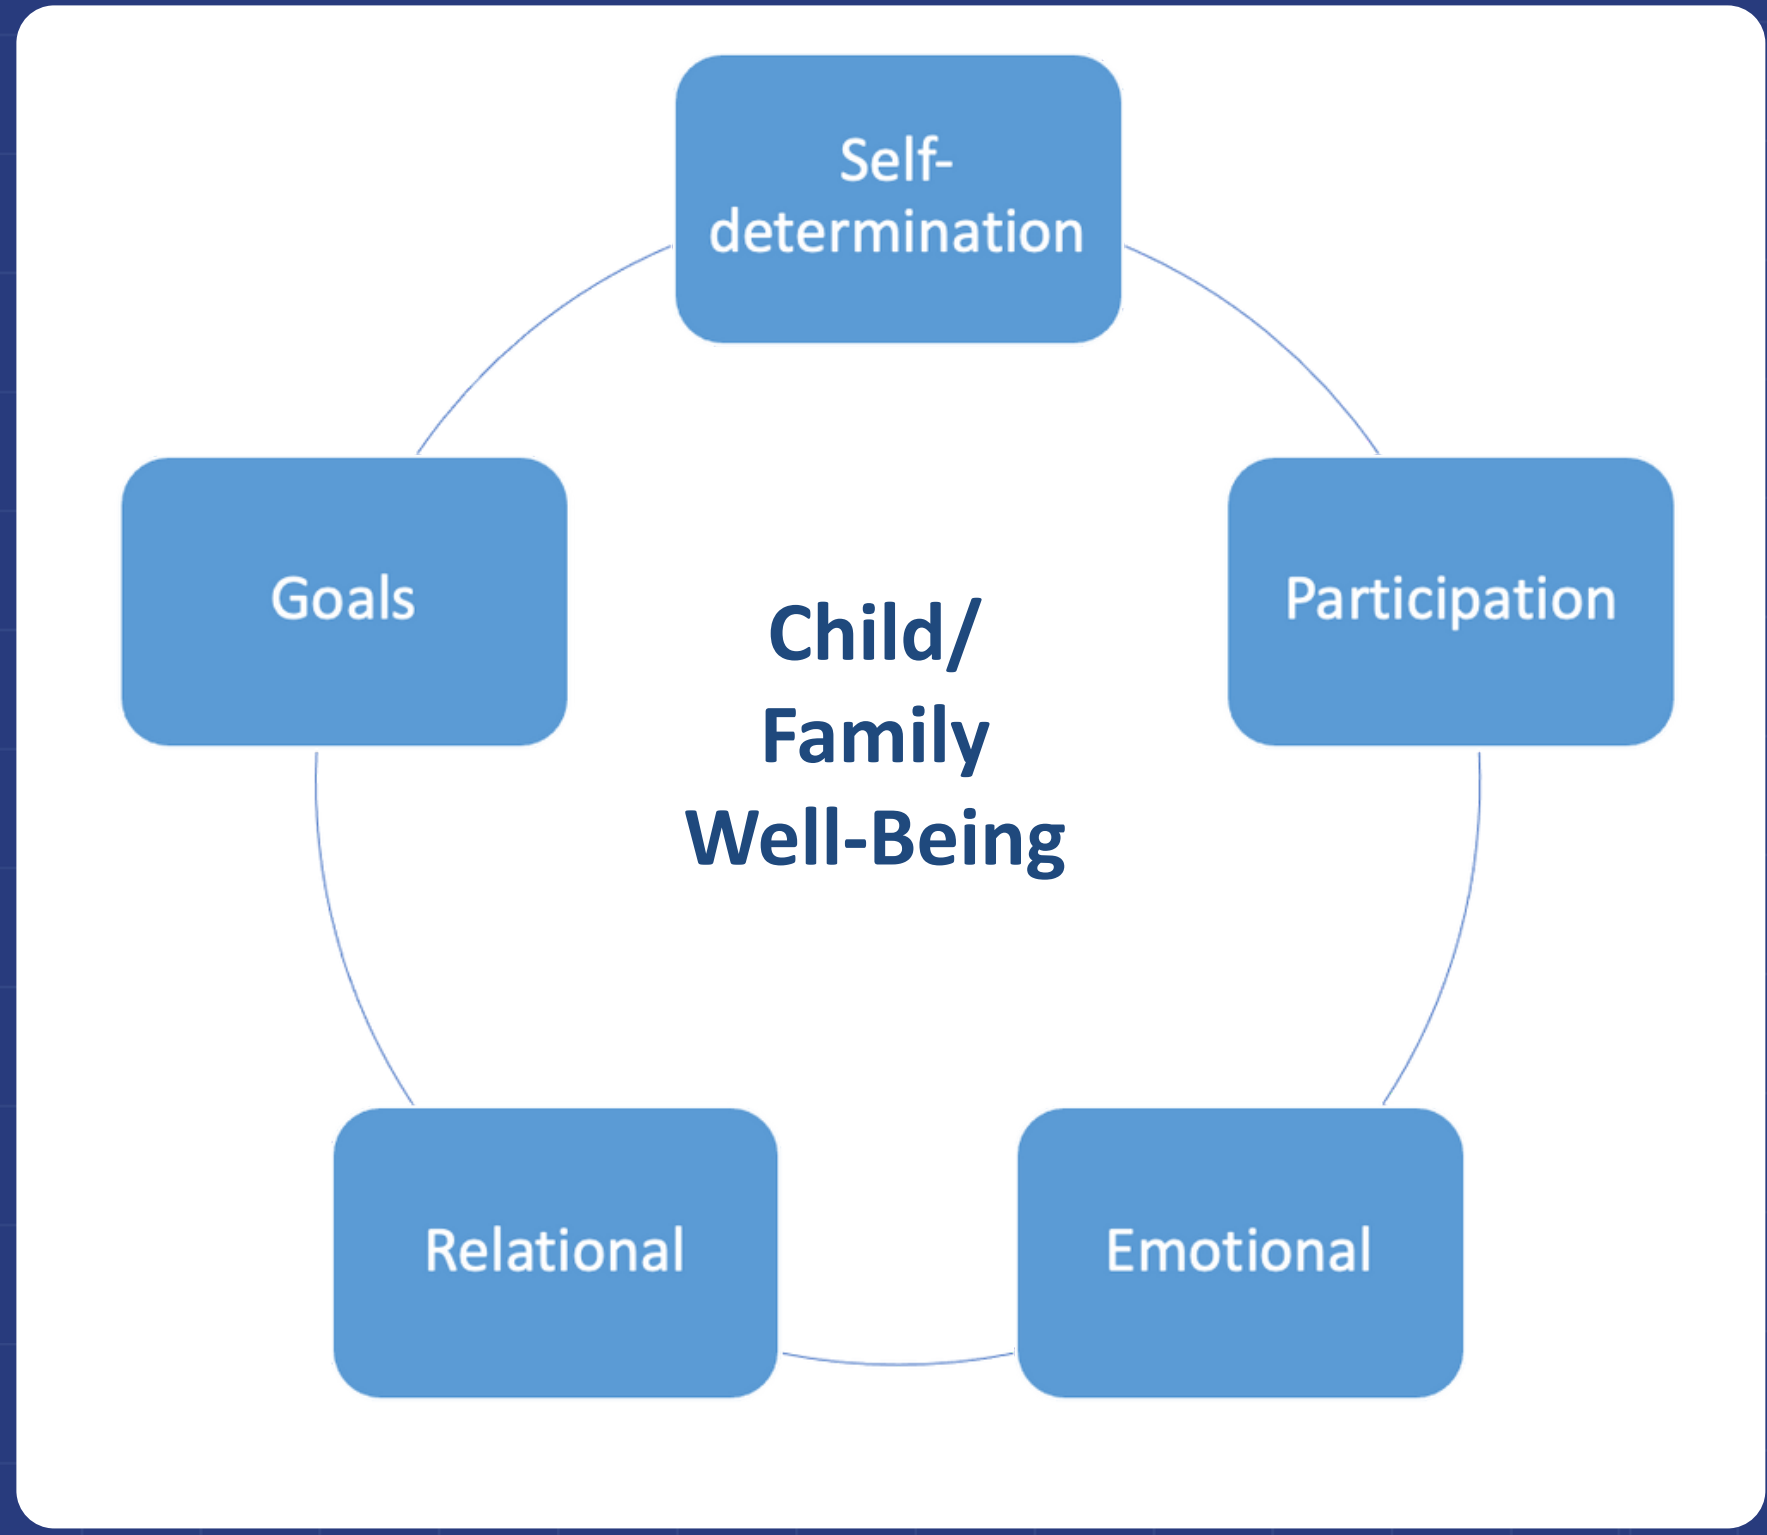 Self-
determination
Goals
Participation
Child/
Family
Well-Being
Relational
Emotional